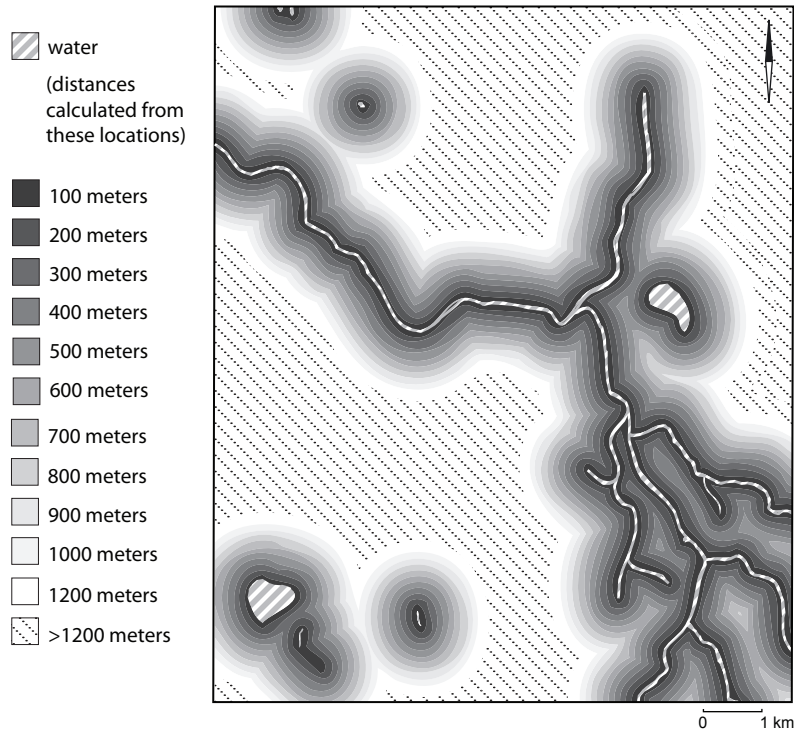 water
(distances
calculated from
these locations)
100 meters
200 meters
300 meters
400 meters
500 meters
600 meters
700 meters
800 meters
900 meters
1000 meters
1200 meters
>1200 meters
0 1 km